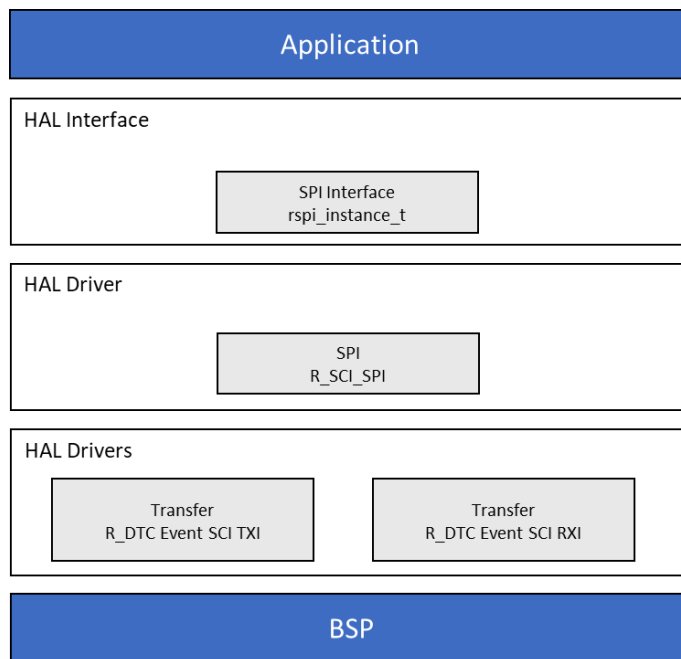 Application
HAL Interface
SPI Interface
rspi_instance_t
HAL Driver
SPI
R_SCI_SPI
HAL Drivers
Transfer
R_DTC Event SCI TXI
Transfer
R_DTC Event SCI RXI
BSP